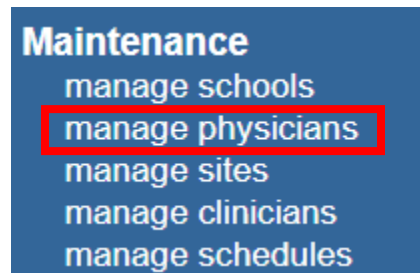 Maintenance
manage schools
manage physicians
manage sites
manage clinicians
manage schedules